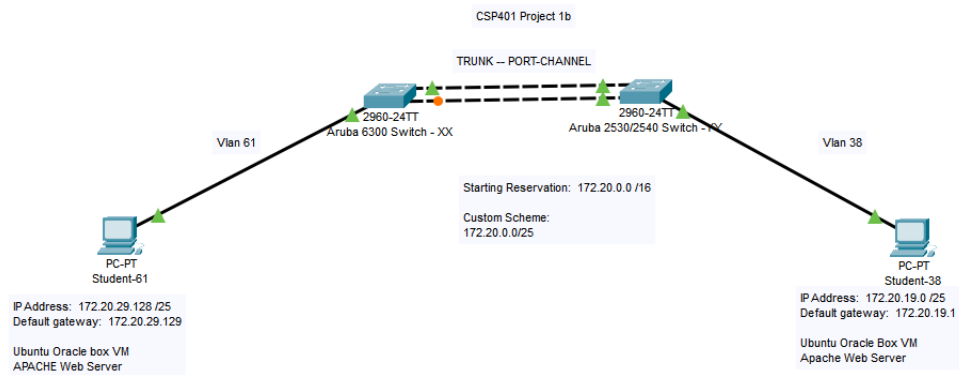 CSP401 Project 1b
TRUNK -- PORT-CHANNEL
2960-24TT
Aruba 6300 Switch - XX
2960-24TT
Aruba 2530/2540 Switch - YY
Vlan 61
Vlan 38
Starting Reservation: 172.20.0.0 /16
Custom Scheme:
172.20.0.0/25
PC-PT
Student-61
PC-PT
Student-38
IP Address: 172.20.29.128 /25
Default gateway: 172.20.29.129
Ubuntu Oracle box VM
APACHE Web Server
IP Address: 172.20.19.0 /25
Default gateway: 172.20.19.1
Ubuntu Oracle Box VM
Apache Web Server